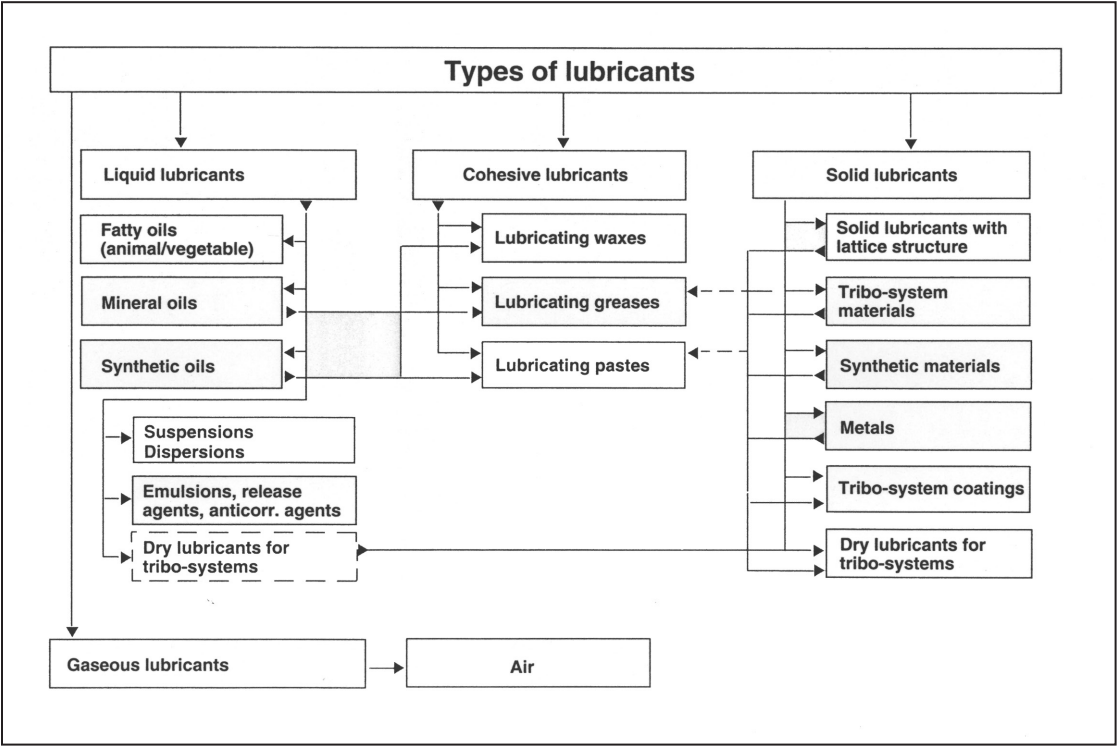 Types of lubricants
Liquid lubricants
Fatty oils
(animal/vegetable)
Mineral oils
Synthetic oils
Suspensions
Dispersions
Emulsions, release
agents, anticorr. agents
Dry lubricants for
tribo-systems
Cohesive lubricants
Lubricating waxes
Lubricating greases
Lubricating pastes
Solid lubricants
Solid lubricants with
lattice structure
Tribo-system
materials
Synthetic materials
Metals
Tribo-system coatings
Dry lubricants for
tribo-systems
Gaseous lubricants
Air